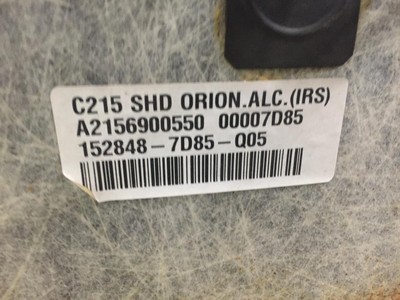 C215 SHD ORION.ALC.(IRS)
A2156900550 00007D85
152848-7D85-Q05